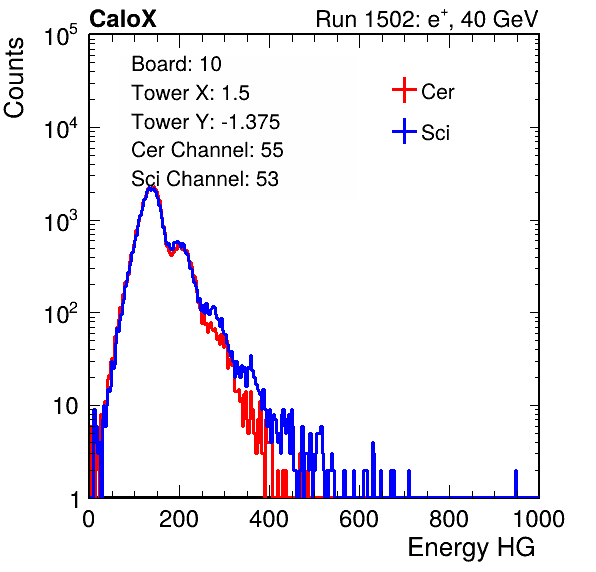 CaloX Run 1502: e⁺, 40 GeV
Counts
10⁵
10⁴
10³
10²
10
1
Board: 10
Tower X: 1.5
Tower Y: -1.375
Cer Channel: 55
Sci Channel: 53
Cer
Sci
0 200 400 600 800 1000
Energy HG